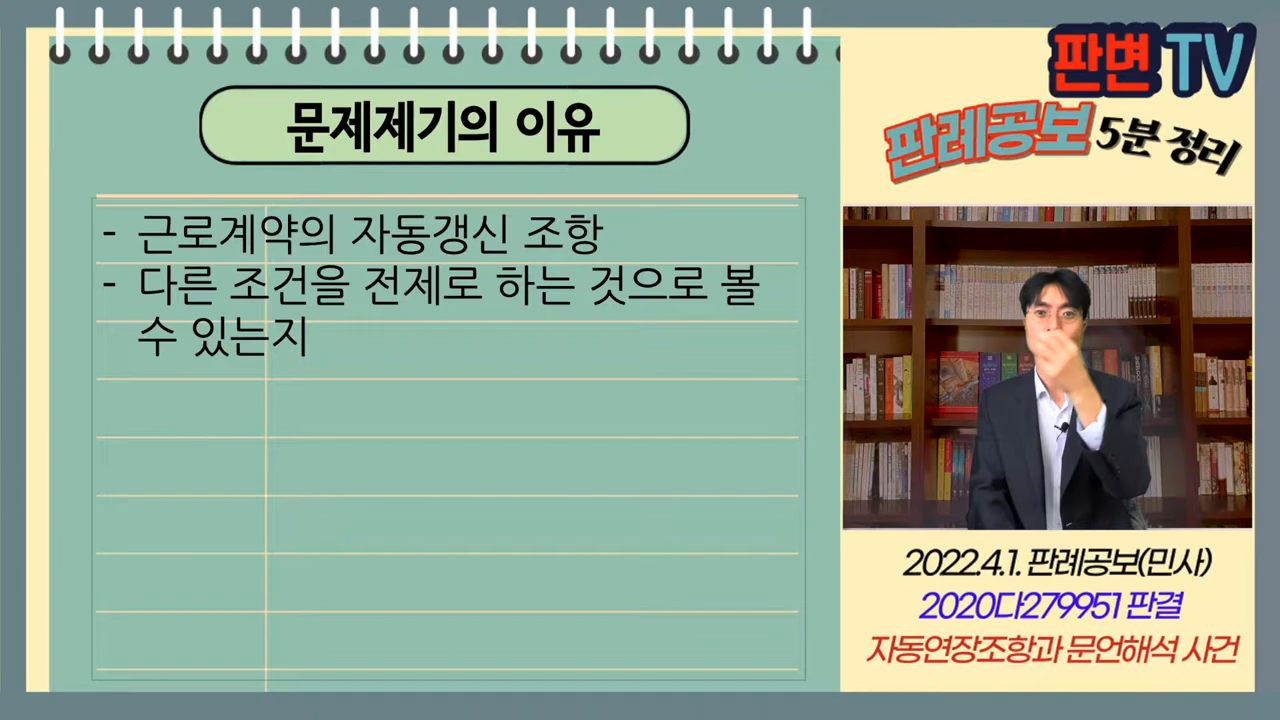 문제제기의 이유
- 근로계약의 자동갱신 조항
- 다른 조건을 전제로 하는 것으로 볼
수 있는지
판변 TV
판례공보 5분 정리
2022.4.1. 판례공보(민사)
2020다279951 판결
자동연장조항과 문언해석 사건